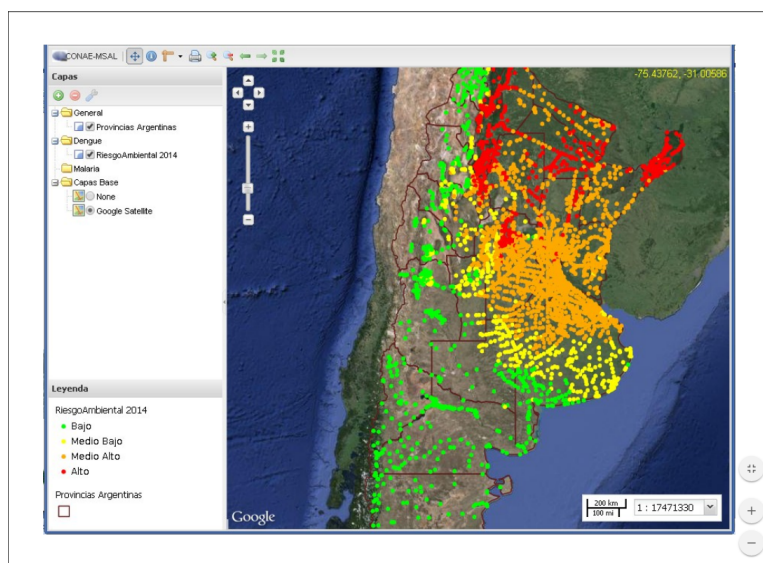 CONAE-MSAL
Capas
General
Provincias Argentinas
Dengue
RiesgoAmbiental 2014
Malaria
Capas Base
None
Google Satellite
Leyenda
RiesgoAmbiental 2014
Bajo
Medio Bajo
Medio Alto
Alto
Provincias Argentinas
-75.43762, -31.00586
Google
200 km
100 mi
1 : 17471330